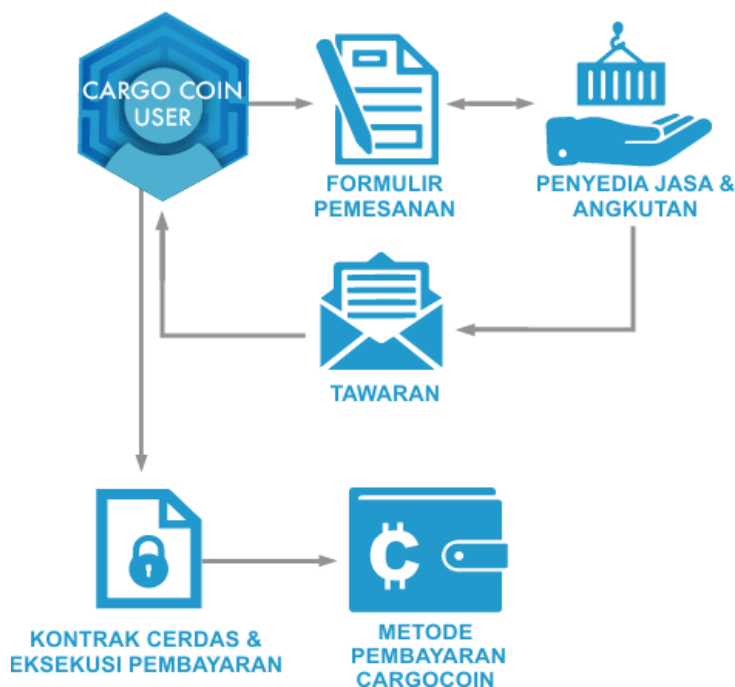 CARGO COIN
USER
FORMULIR
PEMESANAN
PENYEDIA JASA &
ANGKUTAN
TAWARAN
KONTRAK CERDAS &
EKSEKUSI PEMBAYARAN
METODE
PEMBAYARAN
CARGOCOIN